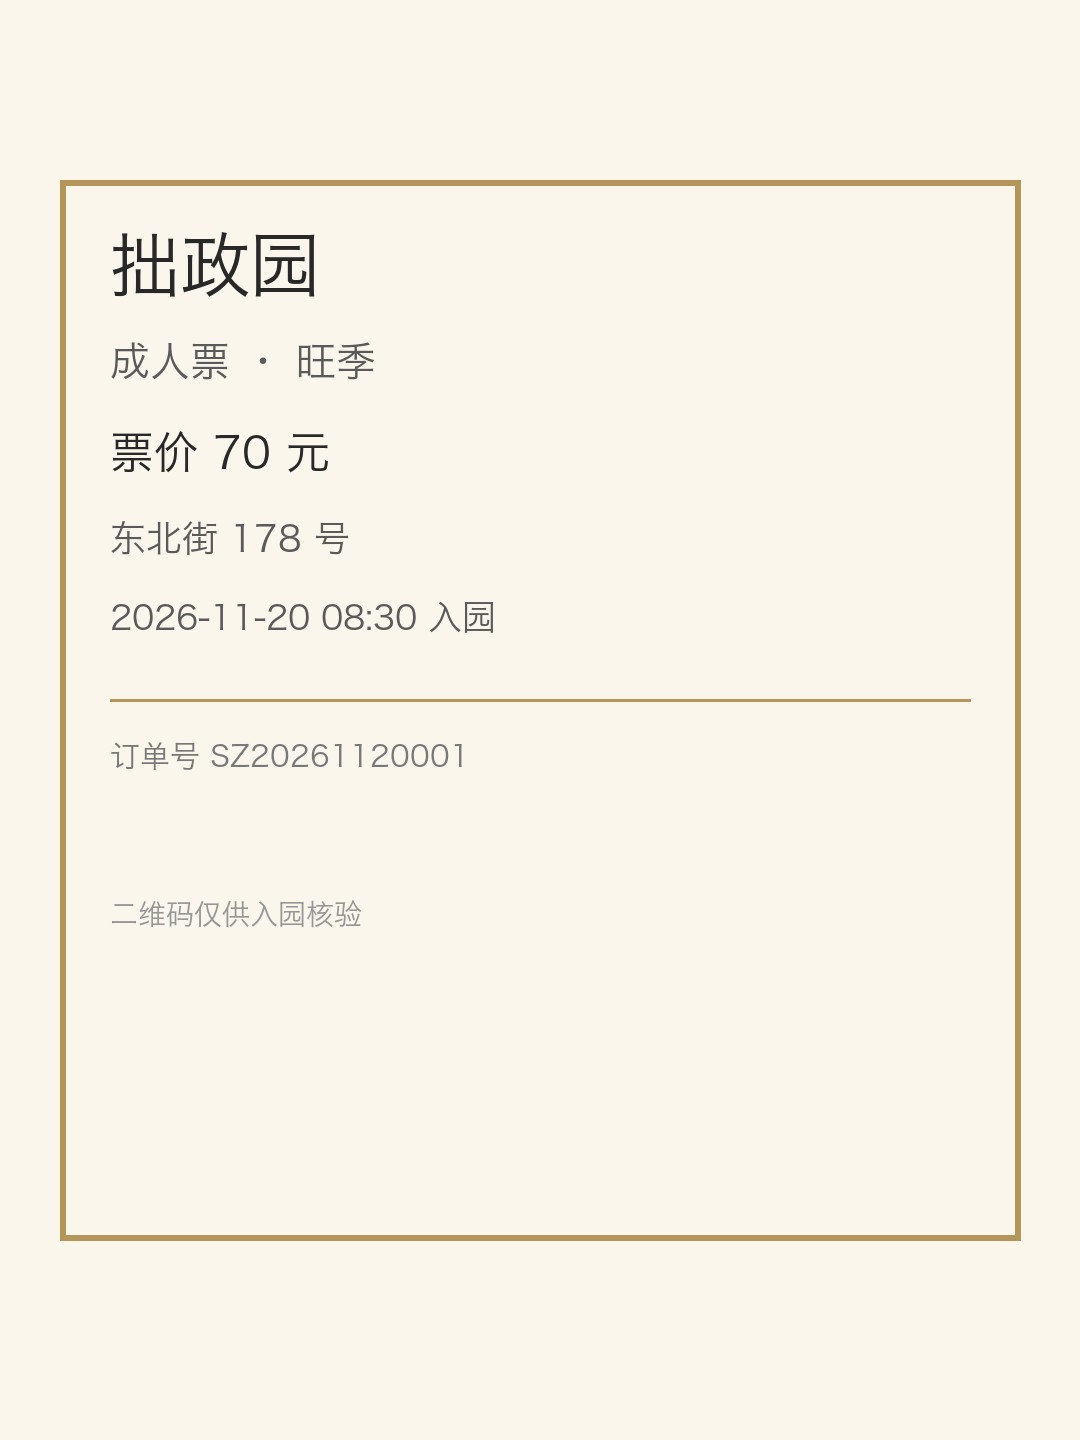 拙政园
成人票 · 旺季
票价 70 元
东北街 178 号
2026-11-20 08:30 入园
订单号 SZ20261120001
二维码仅供入园核验